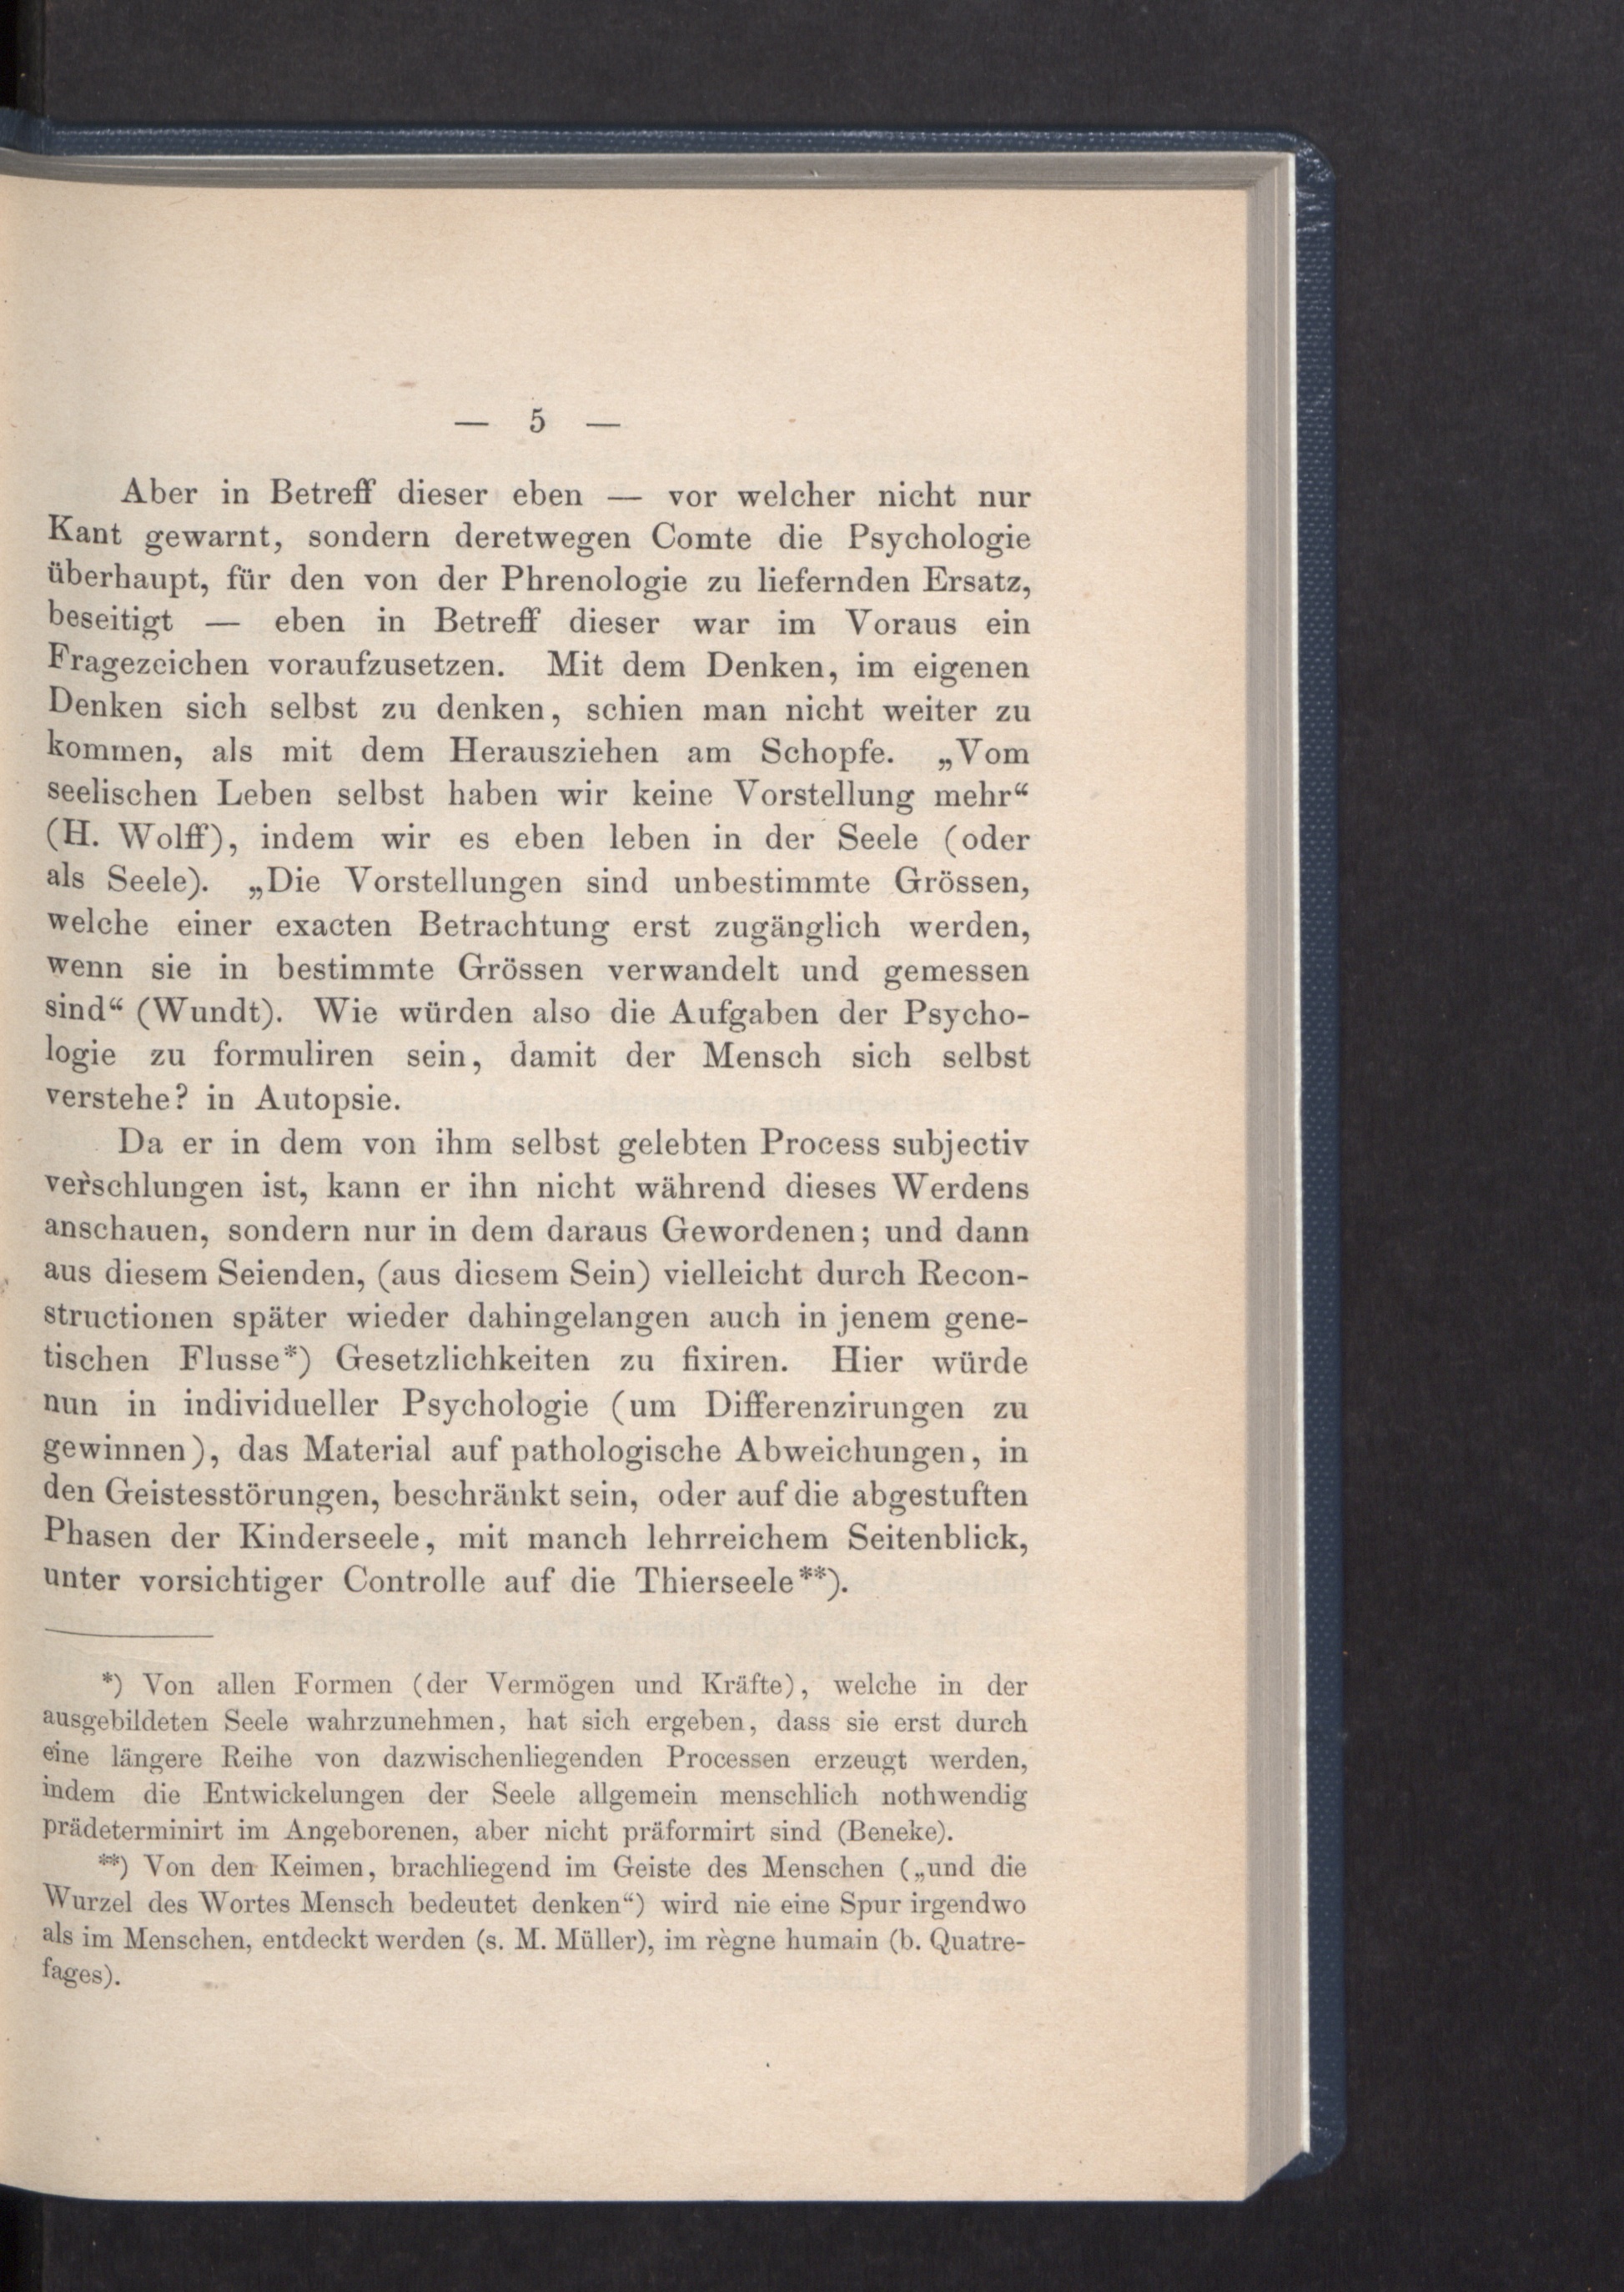 — 5 —
Aber in Betreff dieser eben — vor welcher nicht nur
Kant gewarnt, sondern deretwegen Comte die Psychologie
überhaupt, für den von der Phrenologie zu liefernden Ersatz,
beseitigt — eben in Betreff dieser war im Voraus ein
Fragezeichen voraufzusetzen. Mit dem Denken, im eigenen
Denken sich selbst zu denken, schien man nicht weiter zu
kommen, als mit dem Herausziehen am Schopfe. „Vom
seelischen Leben selbst haben wir keine Vorstellung mehr“
(H. Wolff), indem wir es eben leben in der Seele (oder
als Seele). „Die Vorstellungen sind unbestimmte Grössen,
welche einer exacten Betrachtung erst zugänglich werden,
wenn sie in bestimmte Grössen verwandelt und gemessen
sind“ (Wundt). Wie würden also die Aufgaben der Psycho-
logie zu formuliren sein, damit der Mensch sich selbst
verstehe? in Autopsie.
Da er in dem von ihm selbst gelebten Process subjectiv
verschlungen ist, kann er ihn nicht während dieses Werdens
anschauen, sondern nur in dem daraus Gewordenen; und dann
aus diesem Seienden, (aus diesem Sein) vielleicht durch Recon-
structionen später wieder dahingelangen auch in jenem gene-
tischen Flusse*) Gesetzlichkeiten zu fixiren. Hier würde
nun in individueller Psychologie (um Differenzirungen zu
gewinnen), das Material auf pathologische Abweichungen, in
den Geistesstörungen, beschränkt sein, oder auf die abgestuften
Phasen der Kinderseele, mit manch lehrreichem Seitenblick,
unter vorsichtiger Controlle auf die Thierseele**).
*) Von allen Formen (der Vermögen und Kräfte), welche in der
ausgebildeten Seele wahrzunehmen, hat sich ergeben, dass sie erst durch
eine längere Reihe von dazwischenliegenden Processen erzeugt werden,
indem die Entwickelungen der Seele allgemein menschlich nothwendig
prädeterminirt im Angeborenen, aber nicht präformirt sind (Beneke).
**) Von den Keimen, brachliegend im Geiste des Menschen („und die
Wurzel des Wortes Mensch bedeutet denken“) wird nie eine Spur irgendwo
als im Menschen, entdeckt werden (s. M. Müller), im règne humain (b. Quatre-
fages).